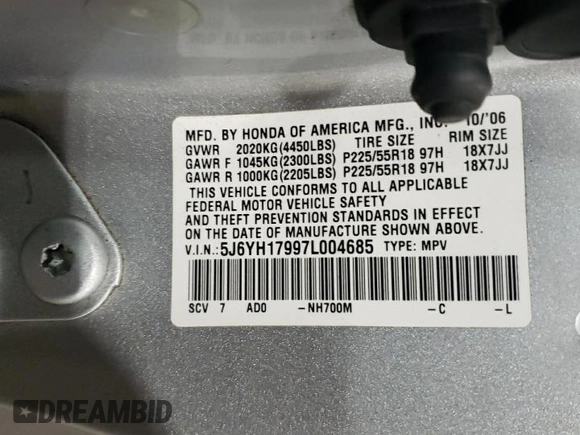 MFD. BY HONDA OF AMERICA MFG., INC. 10/'06
GVWR 2020KG(4450LBS) TIRE SIZE RIM SIZE
GAWR F 1045KG(2300LBS) P225/55R18 97H 18X7JJ
GAWR R 1000KG(2205LBS) P225/55R18 97H 18X7JJ
THIS VEHICLE CONFORMS TO ALL APPLICABLE
FEDERAL MOTOR VEHICLE SAFETY
AND THEFT PREVENTION STANDARDS IN EFFECT
ON THE DATE OF MANUFACTURE SHOWN ABOVE.
V.I.N.:5J6YH17997L004685 TYPE: MPV
SCV 7 AD0 -NH700M -C -L
DREAMBID